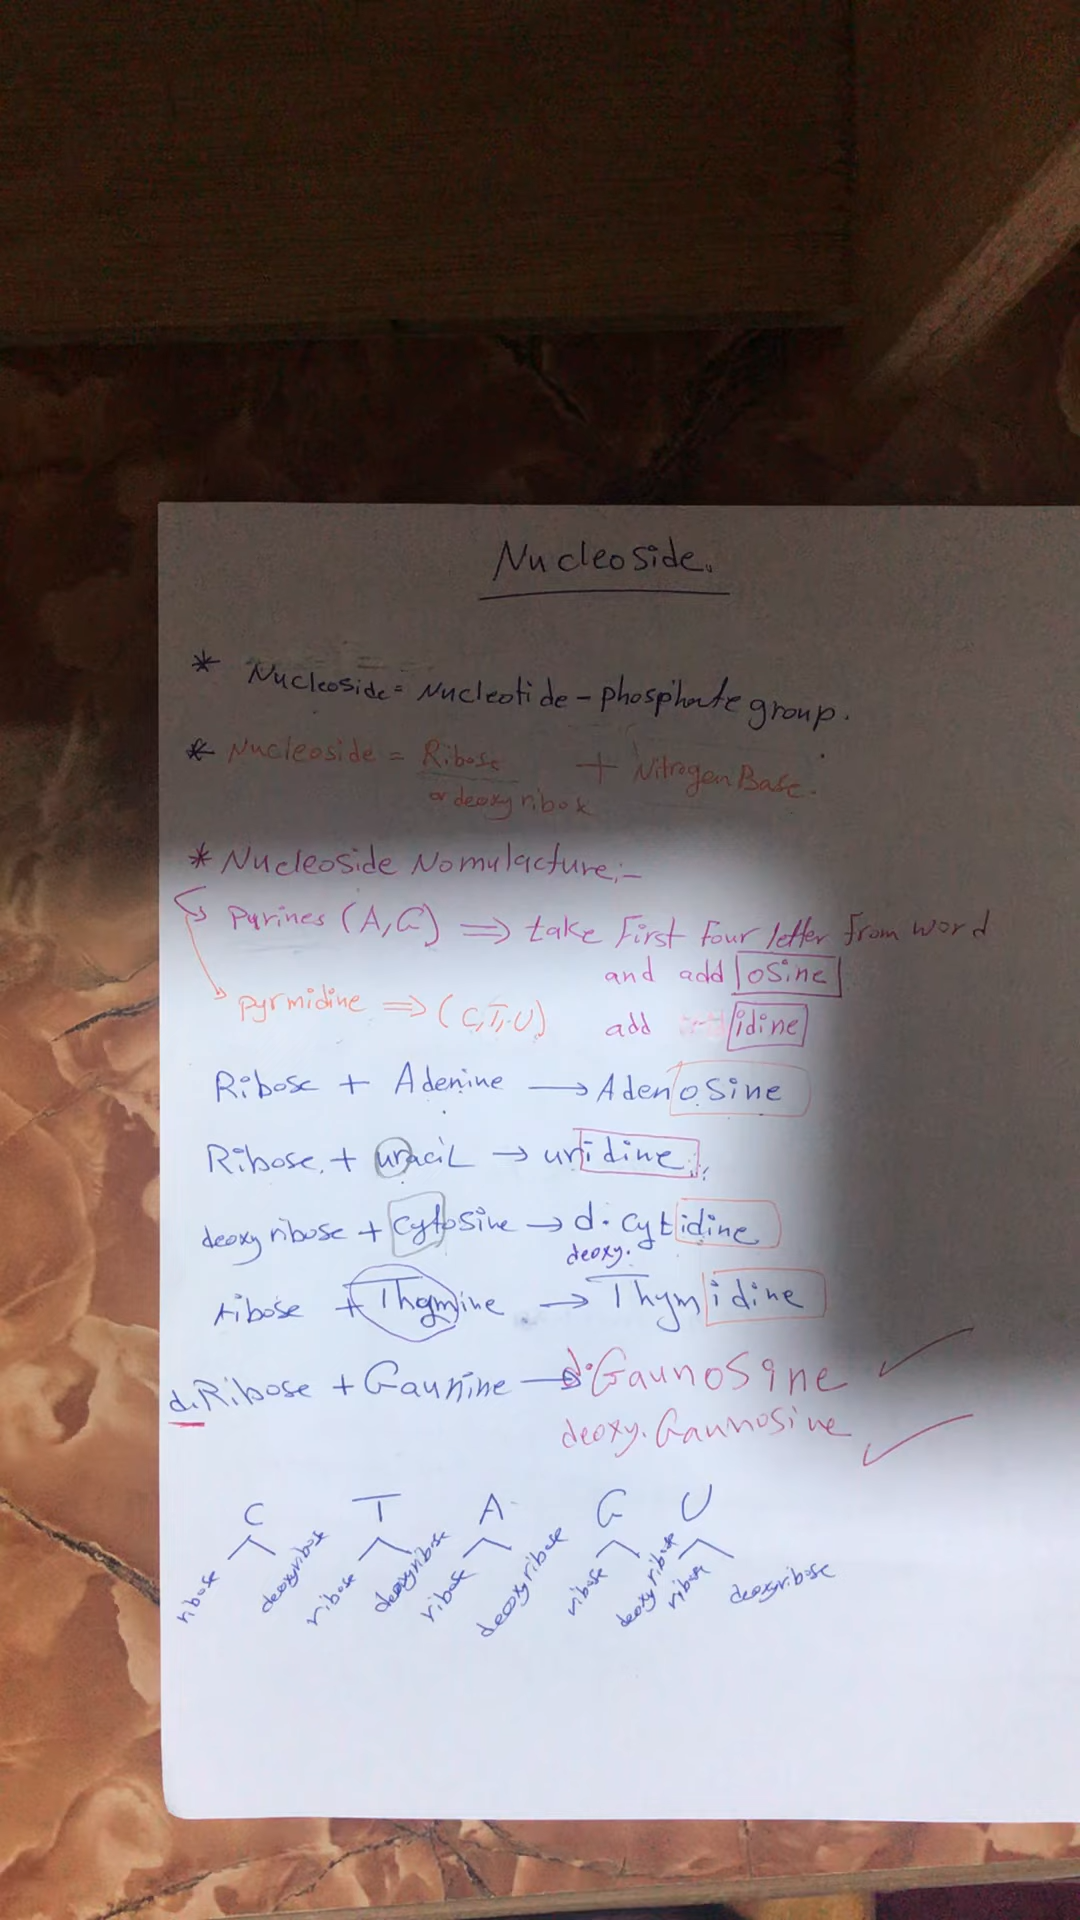 Nucleoside.
* Nucleoside = Nucleotide - phosphate group.
* Nucleoside = Ribose + Nitrogen Base.
or deoxy ribose
* Nucleoside Nomulacture:-
purines (A,G) ⇒ take First Four letter from word
and add osine
pyrmidine ⇒ (C,T,U) add idine
Ribose + Adenine → Adenosine
Ribose + uracil → uridine
deoxy ribose + cytosine → d. cytidine
deoxy.
ribose + Thymine → Thymidine
d.Ribose + Gaunine → d.Gaunosine
deoxy. Gaunosine
C T A G U
ribose deoxyribose ribose deoxyribose ribose deoxyribose ribose deoxyribose ribose deoxyribose